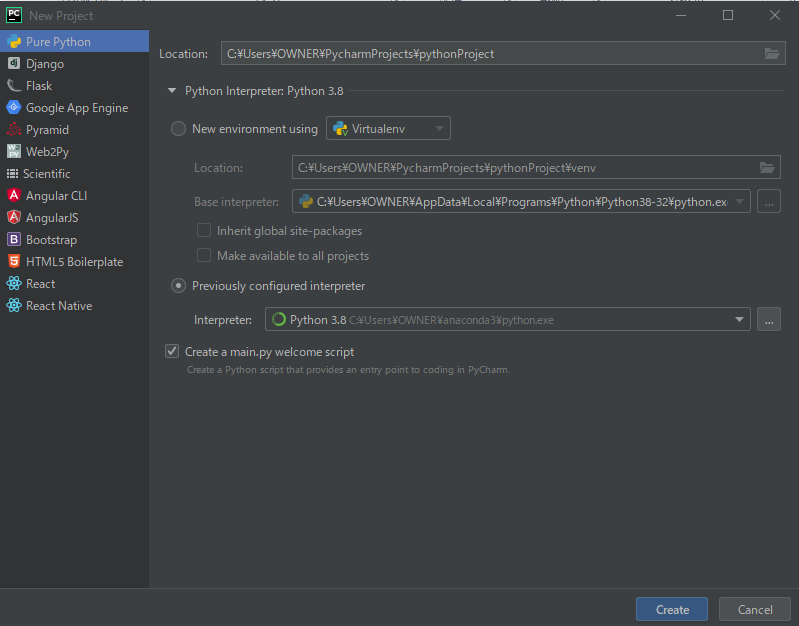 New Project
Pure Python
Django
Flask
Google App Engine
Pyramid
Web2Py
Scientific
Angular CLI
AngularJS
Bootstrap
HTML5 Boilerplate
React
React Native
Location: C:¥Users¥OWNER¥PycharmProjects¥pythonProject
Python Interpreter: Python 3.8
New environment using Virtualenv
Location: C:¥Users¥OWNER¥PycharmProjects¥pythonProject¥venv
Base interpreter: C:¥Users¥OWNER¥AppData¥Local¥Programs¥Python¥Python38-32¥python.exe ...
Inherit global site-packages
Make available to all projects
Previously configured interpreter
Interpreter: Python 3.8 C:¥Users¥OWNER¥anaconda3¥python.exe ...
Create a main.py welcome script
Create a Python script that provides an entry point to coding in PyCharm.
Create Cancel